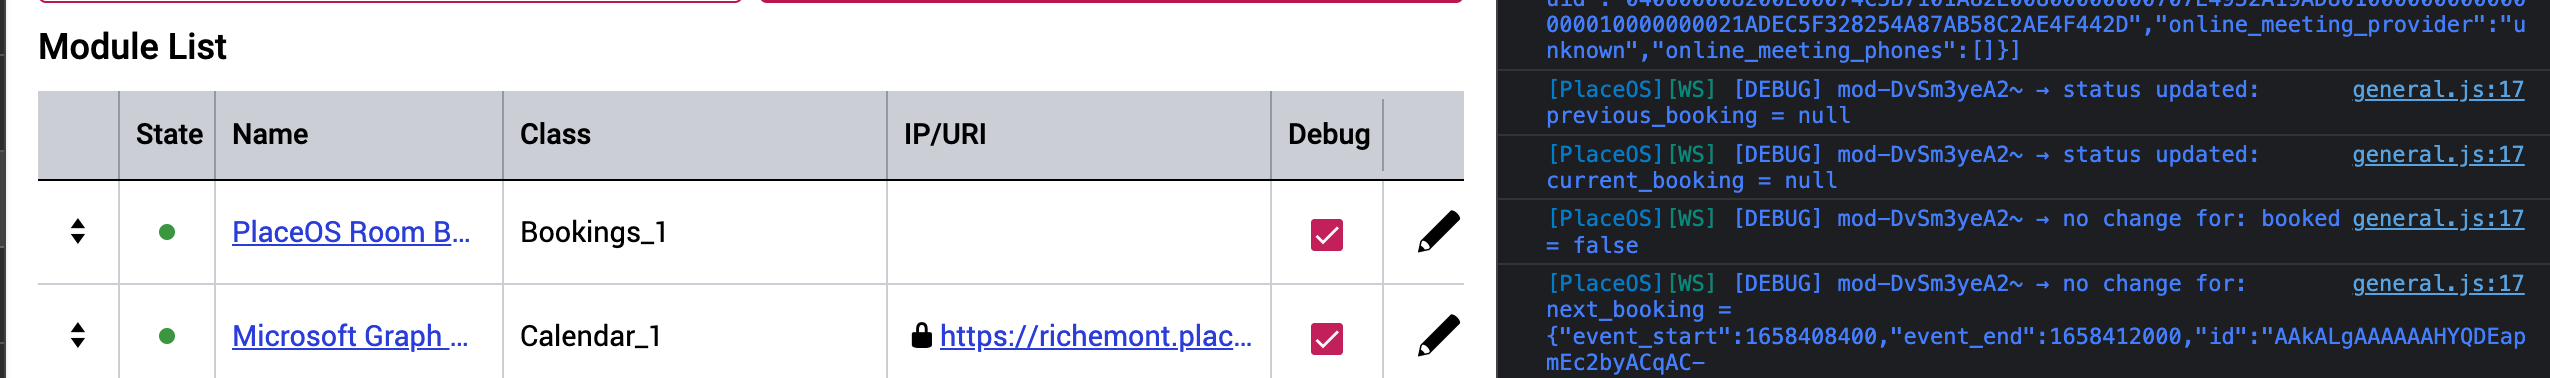 Module List
State Name Class IP/URI Debug
PlaceOS Room B... Bookings_1
Microsoft Graph ... Calendar_1 https://richemont.plac...
000010000000021ADEC5F328254A87AB58C2AE4F442D","online_meeting_provider":"u
nknown","online_meeting_phones":[]}]
[PlaceOS][WS] [DEBUG] mod-DvSm3yeA2~ → status updated: general.js:17
previous_booking = null
[PlaceOS][WS] [DEBUG] mod-DvSm3yeA2~ → status updated: general.js:17
current_booking = null
[PlaceOS][WS] [DEBUG] mod-DvSm3yeA2~ → no change for: booked general.js:17
= false
[PlaceOS][WS] [DEBUG] mod-DvSm3yeA2~ → no change for: general.js:17
next_booking =
{"event_start":1658408400,"event_end":1658412000,"id":"AAkALgAAAAAAHYQDEap
mEc2byACqAC-